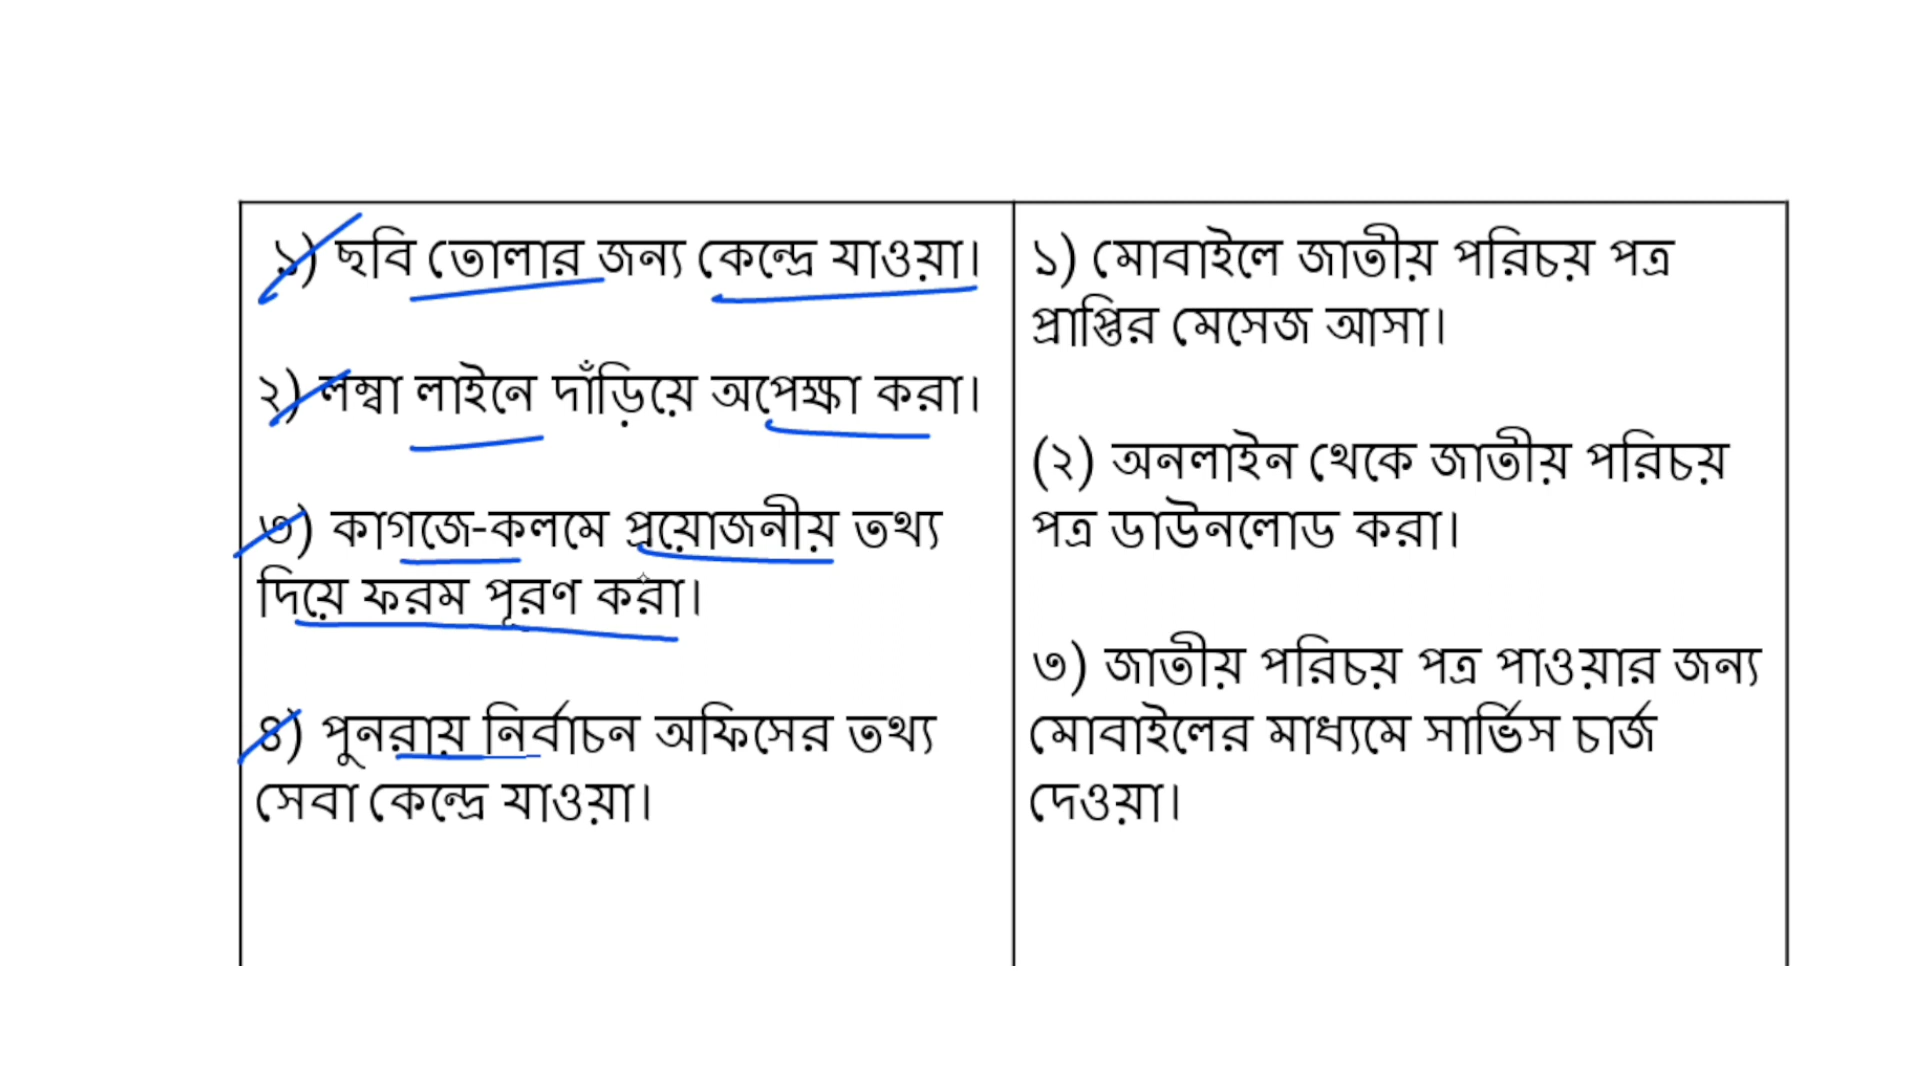 ১) ছবি তোলার জন্য কেন্দ্রে যাওয়া।
২) লম্বা লাইনে দাঁড়িয়ে অপেক্ষা করা।
৩) কাগজে-কলমে প্রয়োজনীয় তথ্য
দিয়ে ফরম পূরণ করা।
৪) পুনরায় নির্বাচন অফিসের তথ্য
সেবা কেন্দ্রে যাওয়া।
১) মোবাইলে জাতীয় পরিচয় পত্র
প্রাপ্তির মেসেজ আসা।
(২) অনলাইন থেকে জাতীয় পরিচয়
পত্র ডাউনলোড করা।
৩) জাতীয় পরিচয় পত্র পাওয়ার জন্য
মোবাইলের মাধ্যমে সার্ভিস চার্জ
দেওয়া।